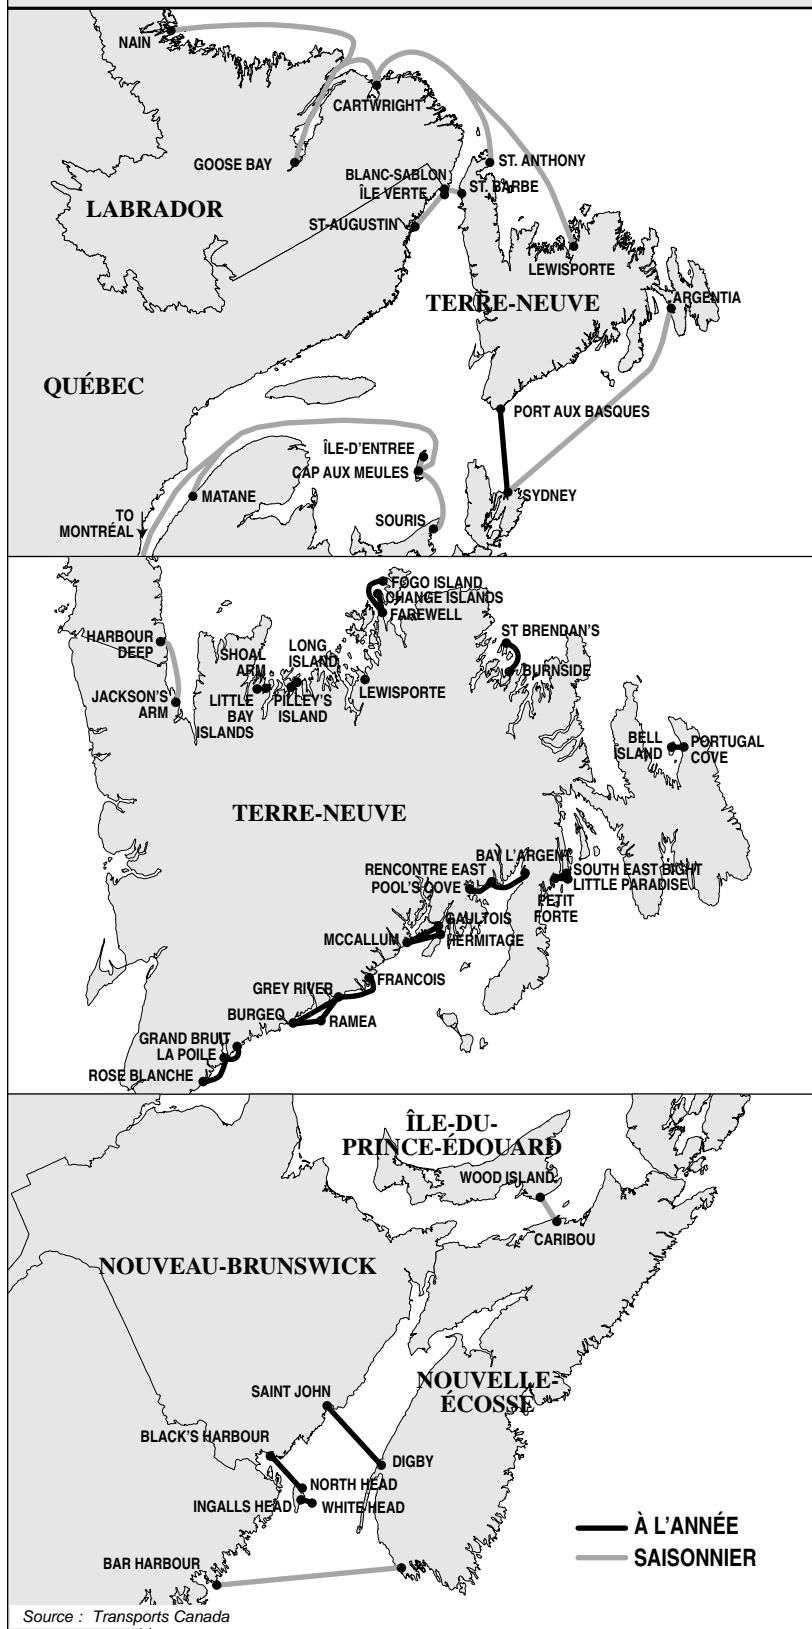 NAIN
CARTWRIGHT
GOOSE BAY
ST. ANTHONY
BLANC-SABLON
ÎLE VERTE
ST. BARBE
LABRADOR
ST-AUGUSTIN
LEWISPORTE
TERRE-NEUVE
ARGENTIA
QUÉBEC
PORT AUX BASQUES
ÎLE-D'ENTREE
CAP AUX MEULES
MATANE
SYDNEY
TO
MONTRÉAL
SOURIS
FOGO ISLAND
CHANGE ISLANDS
FAREWELL
ST BRENDAN'S
HARBOUR
DEEP
SHOAL
ARM
LONG
ISLAND
BURNSIDE
LEWISPORTE
JACKSON'S
ARM
LITTLE
BAY
ISLANDS
PILLEY'S
ISLAND
BELL
ISLAND
PORTUGAL
COVE
TERRE-NEUVE
BAY L'ARGENT
RENCONTRE EAST
POOL'S COVE
SOUTH EAST BIGHT
LITTLE PARADISE
PETIT
FORTE
GAULTOIS
MCCALLUM
HERMITAGE
FRANCOIS
GREY RIVER
BURGEO
RAMEA
GRAND BRUIT
LA POILE
ROSE BLANCHE
ÎLE-DU-
PRINCE-ÉDOUARD
WOOD ISLAND
CARIBOU
NOUVEAU-BRUNSWICK
NOUVELLE-
ÉCOSSE
SAINT JOHN
BLACK'S HARBOUR
DIGBY
NORTH HEAD
INGALLS HEAD
WHITE HEAD
À L'ANNÉE
SAISONNIER
BAR HARBOUR
Source : Transports Canada